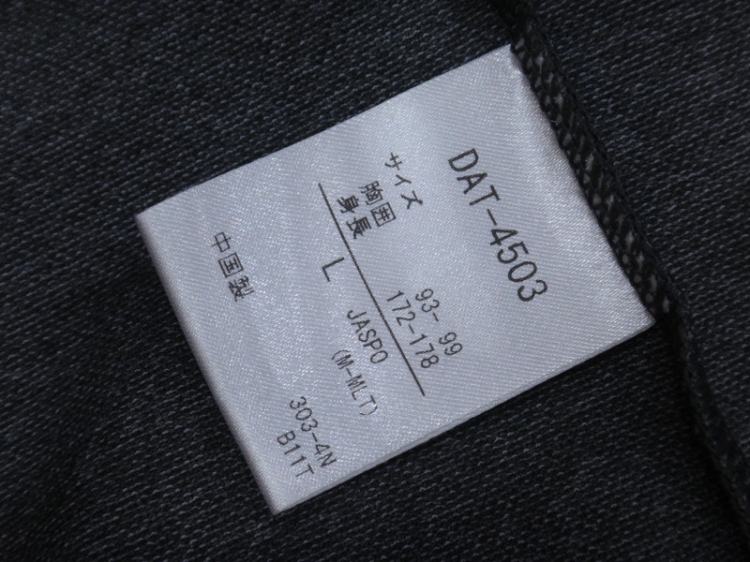 DAT-4503
サイズ
胸囲 93- 99
身長 172-178
L JASPO
(M-MLT)
303-4N
B11T
中国製